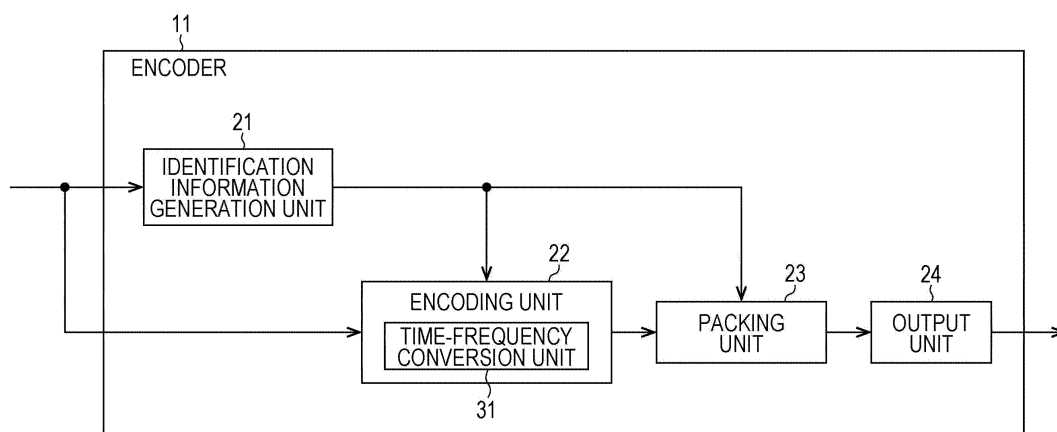 11
ENCODER
21
IDENTIFICATION
INFORMATION
GENERATION UNIT
22
ENCODING UNIT
TIME-FREQUENCY
CONVERSION UNIT
31
23
PACKING
UNIT
24
OUTPUT
UNIT